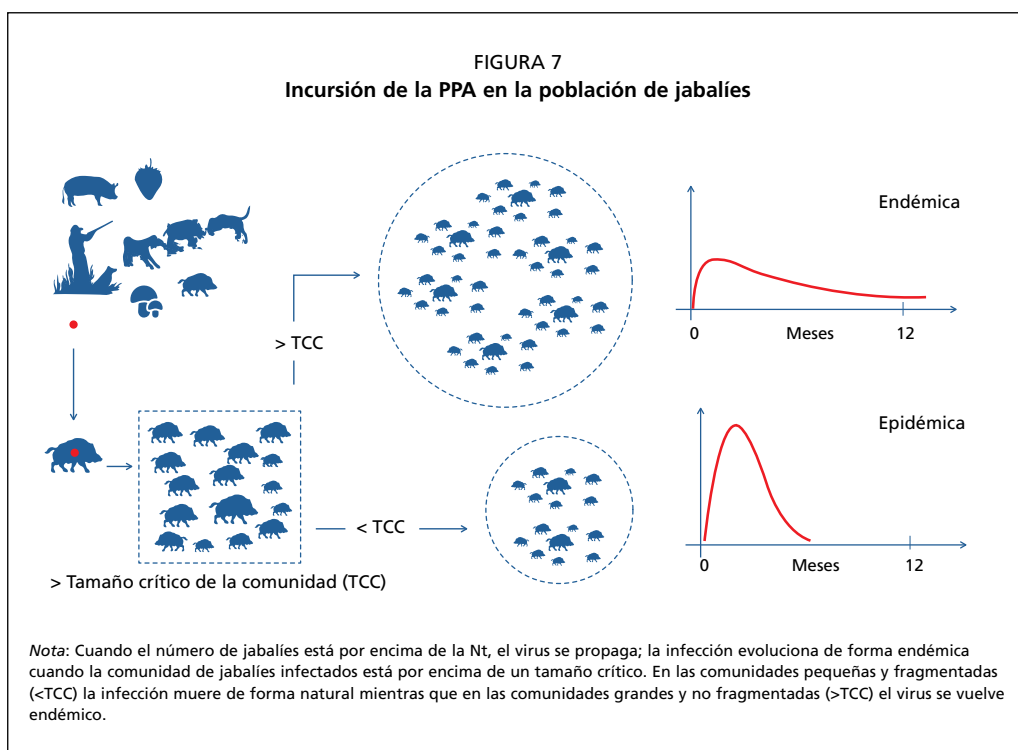 FIGURA 7
Incursión de la PPA en la población de jabalíes
Endémica
0
Meses
12
> TCC
Epidémica
< TCC
0
Meses
12
> Tamaño crítico de la comunidad (TCC)
Nota: Cuando el número de jabalíes está por encima de la Nt, el virus se propaga; la infección evoluciona de forma endémica
cuando la comunidad de jabalíes infectados está por encima de un tamaño crítico. En las comunidades pequeñas y fragmentadas
(<TCC) la infección muere de forma natural mientras que en las comunidades grandes y no fragmentadas (>TCC) el virus se vuelve
endémico.